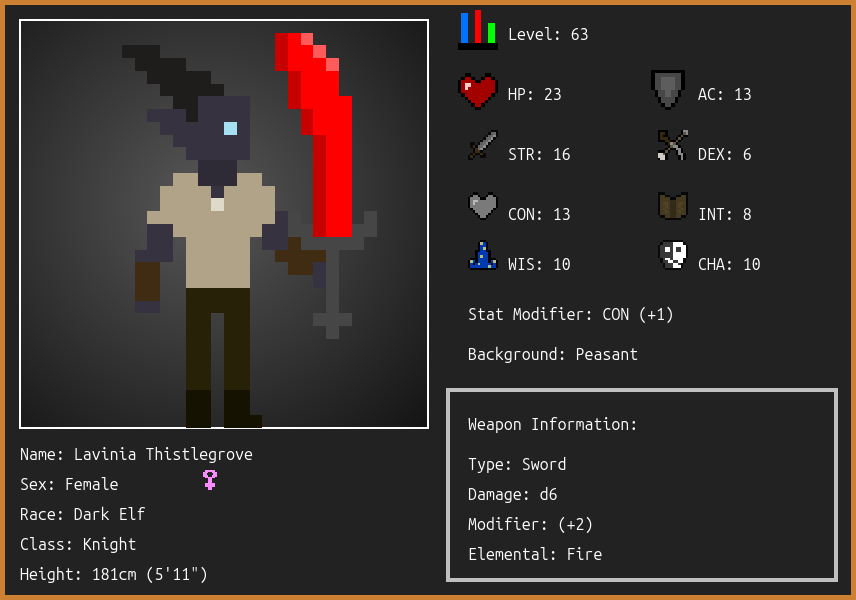 Level: 63
HP: 23
AC: 13
STR: 16
DEX: 6
CON: 13
INT: 8
WIS: 10
CHA: 10
Stat Modifier: CON (+1)
Background: Peasant
Name: Lavinia Thistlegrove
Sex: Female
Race: Dark Elf
Class: Knight
Height: 181cm (5'11")
Weapon Information:
Type: Sword
Damage: d6
Modifier: (+2)
Elemental: Fire